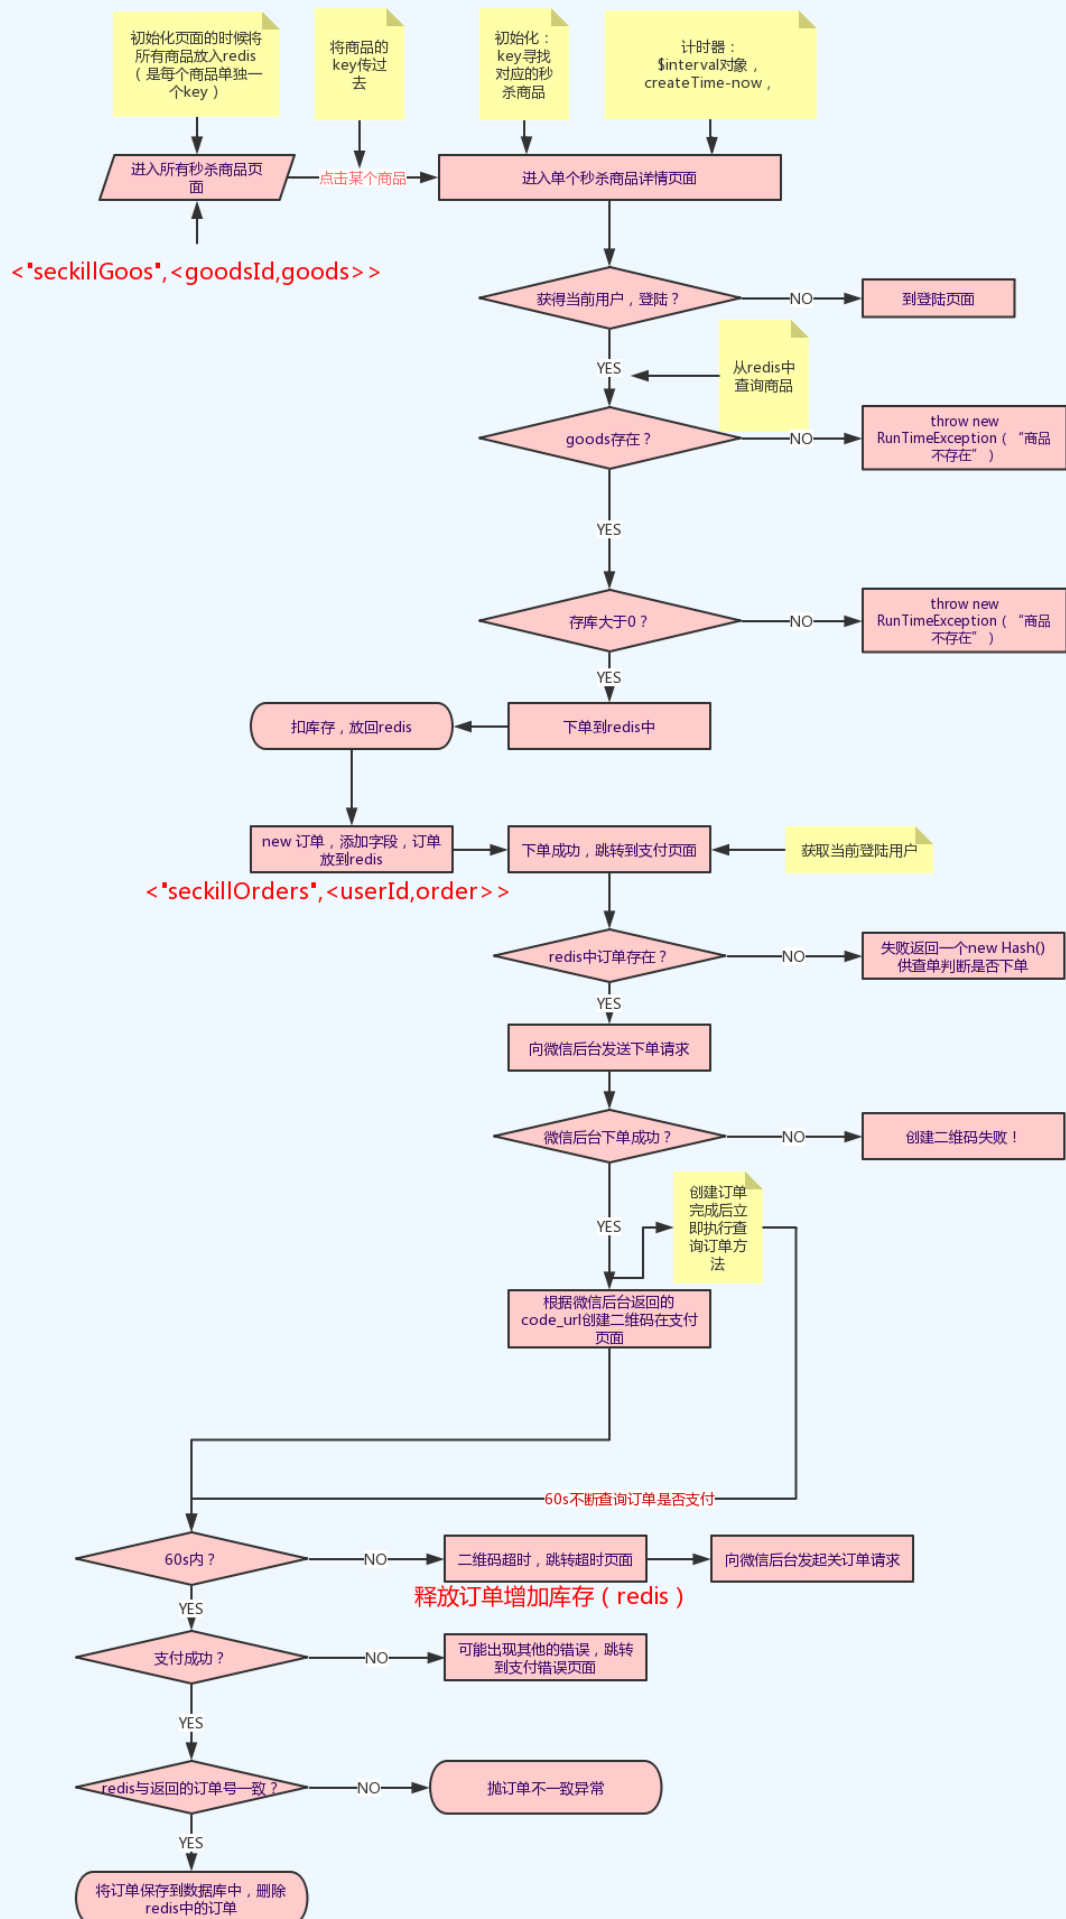 初始化页面的时候将
所有商品放入redis
（是每个商品单独一
个key）
将商品的
key传过
去
初始化：
key寻找
对应的秒
杀商品
计时器：
$interval对象，
createTime-now，
进入所有秒杀商品页
面
点击某个商品
进入单个秒杀商品详情页面
<"seckillGoos",<goodsId,goods>>
获得当前用户，登陆？
NO
到登陆页面
YES
从redis中
查询商品
goods存在？
NO
throw new
RunTimeException（“商品
不存在”）
YES
存库大于0？
NO
throw new
RunTimeException（“商品
不存在”）
YES
扣库存，放回redis
下单到redis中
new 订单，添加字段，订单
放到redis
下单成功，跳转到支付页面
获取当前登陆用户
<"seckillOrders",<userId,order>>
redis中订单存在？
NO
失败返回一个new Hash()
供查单判断是否下单
YES
向微信后台发送下单请求
微信后台下单成功？
NO
创建二维码失败！
YES
创建订单
完成后立
即执行查
询订单方
法
根据微信后台返回的
code_url创建二维码在支付
页面
60s不断查询订单是否支付
60s内？
NO
二维码超时，跳转超时页面
向微信后台发起关订单请求
释放订单增加库存（redis）
YES
支付成功？
NO
可能出现其他的错误，跳转
到支付错误页面
YES
redis与返回的订单号一致？
NO
抛订单不一致异常
YES
将订单保存到数据库中，删除
redis中的订单